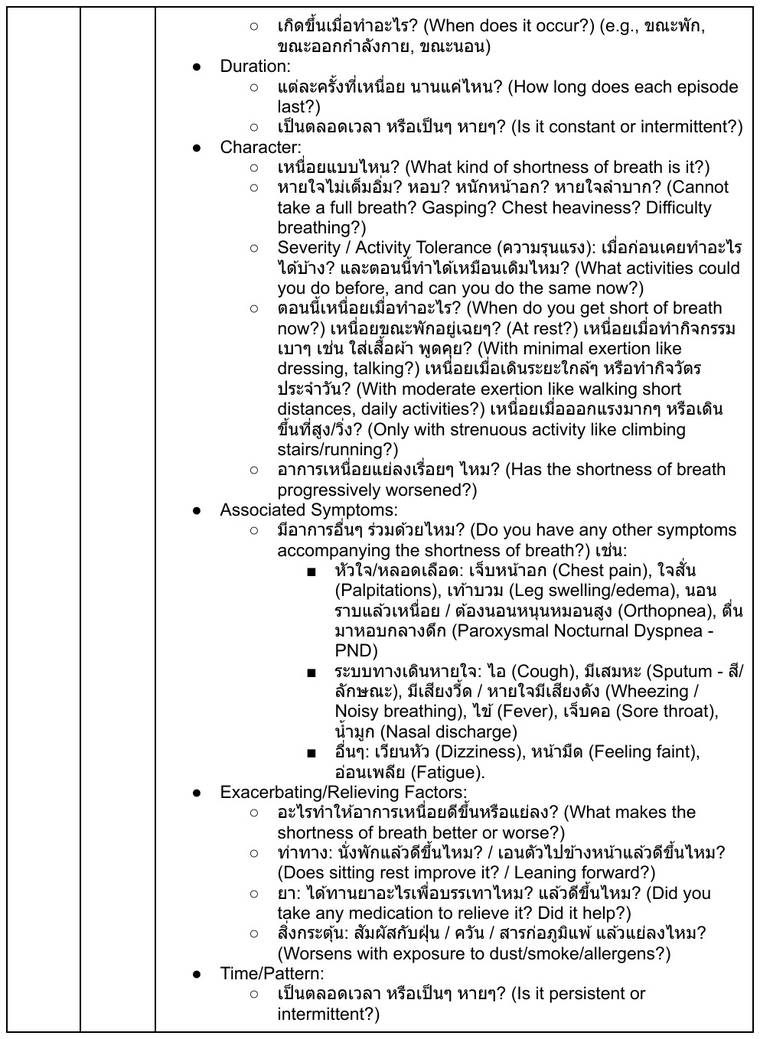 ○ เกิดขึ้นเมื่อทำอะไร? (When does it occur?) (e.g., ขณะพัก,
ขณะออกกำลังกาย, ขณะนอน)
● Duration:
○ แต่ละครั้งที่เหนื่อย นานแค่ไหน? (How long does each episode
last?)
○ เป็นตลอดเวลา หรือเป็นๆ หายๆ? (Is it constant or intermittent?)
● Character:
○ เหนื่อยแบบไหน? (What kind of shortness of breath is it?)
○ หายใจไม่เต็มอิ่ม? หอบ? หนักหน้าอก? หายใจลำบาก? (Cannot
take a full breath? Gasping? Chest heaviness? Difficulty
breathing?)
○ Severity / Activity Tolerance (ความรุนแรง): เมื่อก่อนเคยทำอะไร
ได้บ้าง? และตอนนี้ทำได้เหมือนเดิมไหม? (What activities could
you do before, and can you do the same now?)
○ ตอนนี้เหนื่อยเมื่อทำอะไร? (When do you get short of breath
now?) เหนื่อยขณะพักอยู่เฉยๆ? (At rest?) เหนื่อยเมื่อทำกิจกรรม
เบาๆ เช่น ใส่เสื้อผ้า พูดคุย? (With minimal exertion like
dressing, talking?) เหนื่อยเมื่อเดินระยะใกล้ๆ หรือทำกิจวัตร
ประจำวัน? (With moderate exertion like walking short
distances, daily activities?) เหนื่อยเมื่อออกแรงมากๆ หรือเดิน
ขึ้นที่สูง/วิ่ง? (Only with strenuous activity like climbing
stairs/running?)
○ อาการเหนื่อยแย่ลงเรื่อยๆ ไหม? (Has the shortness of breath
progressively worsened?)
● Associated Symptoms:
○ มีอาการอื่นๆ ร่วมด้วยไหม? (Do you have any other symptoms
accompanying the shortness of breath?) เช่น:
■ หัวใจ/หลอดเลือด: เจ็บหน้าอก (Chest pain), ใจสั่น
(Palpitations), เท้าบวม (Leg swelling/edema), นอน
ราบแล้วเหนื่อย / ต้องนอนหนุนหมอนสูง (Orthopnea), ตื่น
มาหอบกลางดึก (Paroxysmal Nocturnal Dyspnea -
PND)
■ ระบบทางเดินหายใจ: ไอ (Cough), มีเสมหะ (Sputum - สี/
ลักษณะ), มีเสียงวี้ด / หายใจมีเสียงดัง (Wheezing /
Noisy breathing), ไข้ (Fever), เจ็บคอ (Sore throat),
น้ำมูก (Nasal discharge)
■ อื่นๆ: เวียนหัว (Dizziness), หน้ามืด (Feeling faint),
อ่อนเพลีย (Fatigue).
● Exacerbating/Relieving Factors:
○ อะไรทำให้อาการเหนื่อยดีขึ้นหรือแย่ลง? (What makes the
shortness of breath better or worse?)
○ ท่าทาง: นั่งพักแล้วดีขึ้นไหม? / เอนตัวไปข้างหน้าแล้วดีขึ้นไหม?
(Does sitting rest improve it? / Leaning forward?)
○ ยา: ได้ทานยาอะไรเพื่อบรรเทาไหม? แล้วดีขึ้นไหม? (Did you
take any medication to relieve it? Did it help?)
○ สิ่งกระตุ้น: สัมผัสกับฝุ่น / ควัน / สารก่อภูมิแพ้ แล้วแย่ลงไหม?
(Worsens with exposure to dust/smoke/allergens?)
● Time/Pattern:
○ เป็นตลอดเวลา หรือเป็นๆ หายๆ? (Is it persistent or
intermittent?)